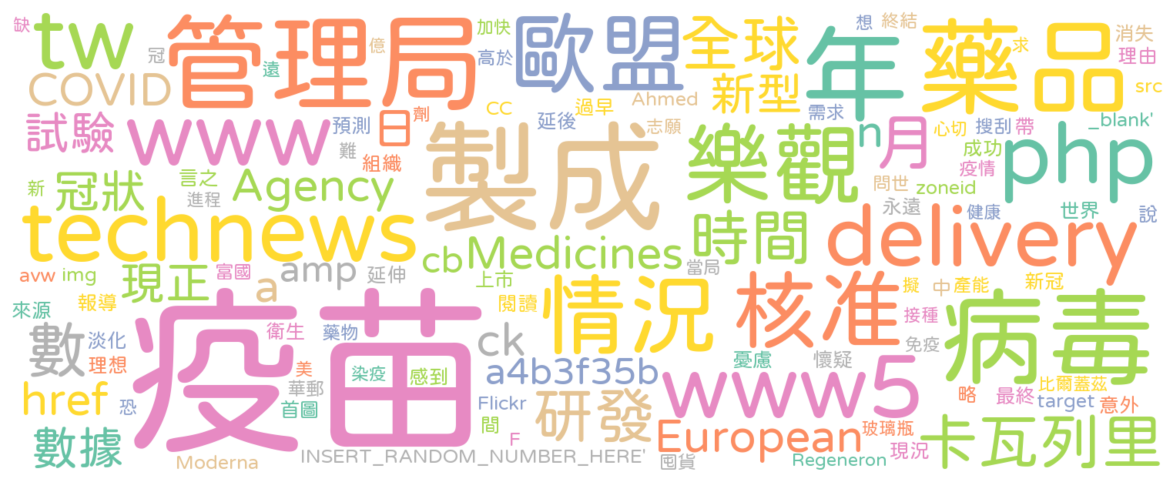 缺 tw 冠 管理局 加快 歐盟 全球 年 想 終結 藥品 消失
COVID 遠 億 高於 新型 求 理由
試驗 www 預測 日 劑 CC 延後 過早 Ahmed 志願 需求 n 月 心切 搜刮 帶 _blank' src
難 組織 製成 樂觀 成功 php
新 冠狀 言之 進程 Agency 問世 zoneid 疫情
technews cb Medicines 時間 永遠 delivery 健康 世界 說
avw img 富國 現正 a amp 延伸 上市 當局 擬 中 產能 新冠
來源 報導 衛生 藥物 閱讀 情況 核准 接種 病毒
數 淡化 理想 疫苗 美 染疫 感到 ck 憂慮 懷疑 免疫
href 恐 首圖 華郵 a4b3f35b www5 略 最終 比爾蓋茲 target 意外
Flickr 間 研發 European 玻璃瓶 卡瓦列里
數據 Moderna INSERT_RANDOM_NUMBER_HERE' F 囤貨 Regeneron 現況